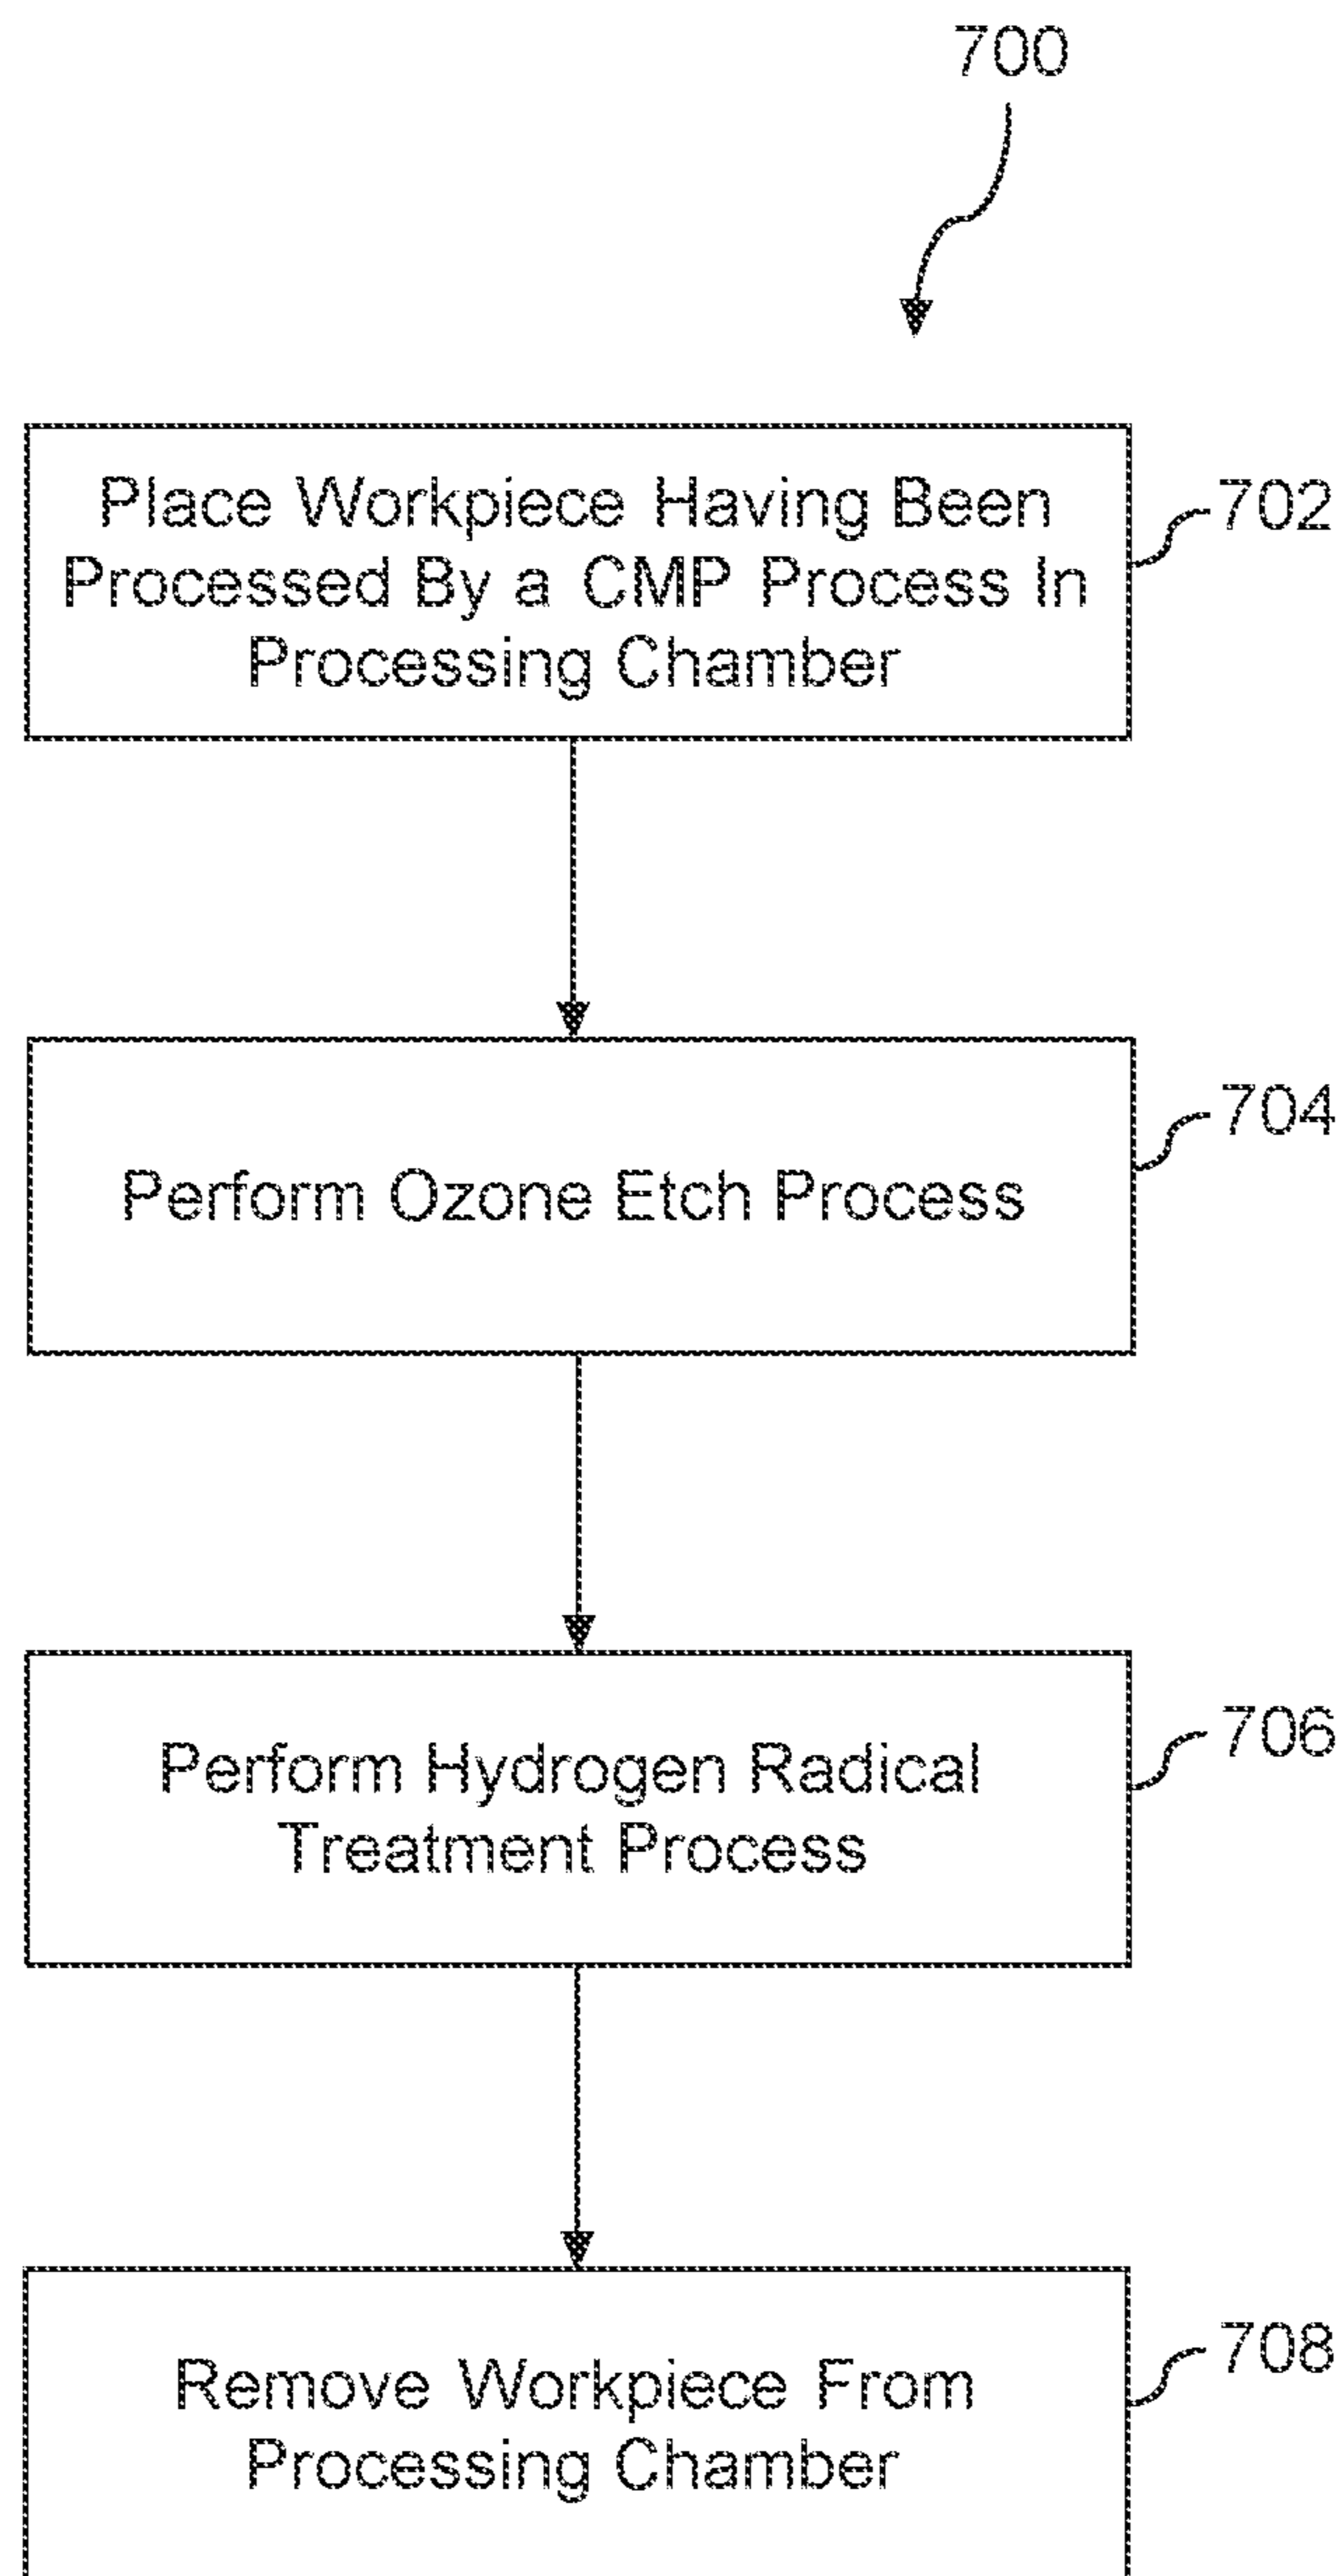 700
Place Workpiece Having Been
Processed By a CMP Process In
Processing Chamber
702
Perform Ozone Etch Process
704
Perform Hydrogen Radical
Treatment Process
706
Remove Workpiece From
Processing Chamber
708